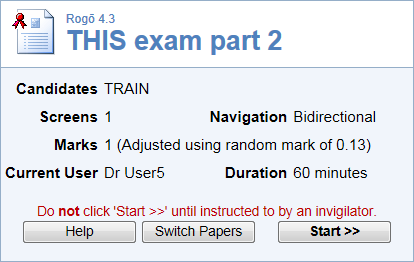 Rogō 4.3
THIS exam part 2
Candidates TRAIN
Screens 1 Navigation Bidirectional
Marks 1 (Adjusted using random mark of 0.13)
Current User Dr User5 Duration 60 minutes
Do not click 'Start >>' until instructed to by an invigilator.
Help Switch Papers Start >>